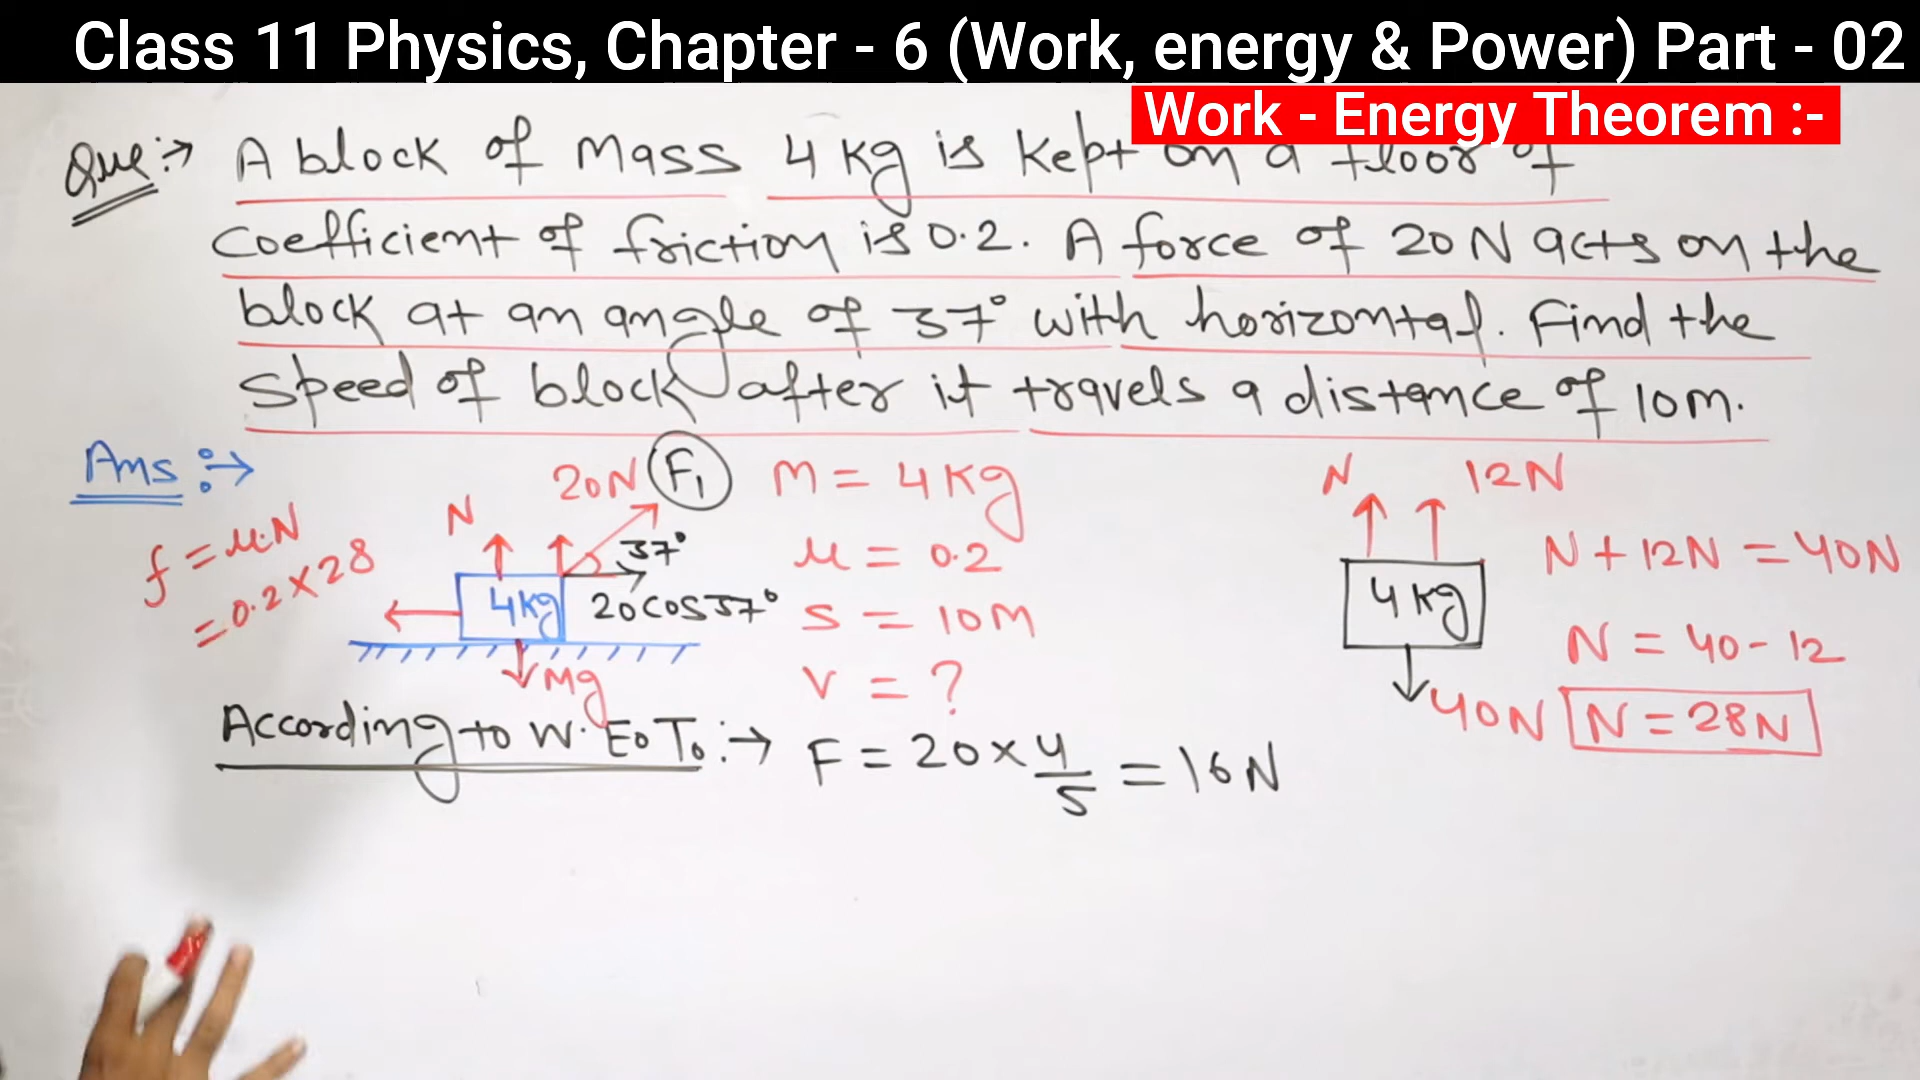 Class 11 Physics, Chapter - 6 (Work, energy & Power) Part - 02
Work - Energy Theorem :-
Que :→ A block of Mass 4 kg is kept on a floor of
coefficient of friction is 0.2. A force of 20 N acts on the
block at an angle of 37° with horizontal. Find the
speed of block after it travels a distance of 10m.
Ans :→
f = μ.N
= 0.2 × 28
N
20N F₁
37°
4kg
20cos37°
Mg
M = 4 kg
μ = 0.2
S = 10M
V = ?
N 12N
4 kg
40N
N + 12N = 40N
N = 40 - 12
N = 28N
According to W.E.T. :→ F = 20 × 4/5 = 16N